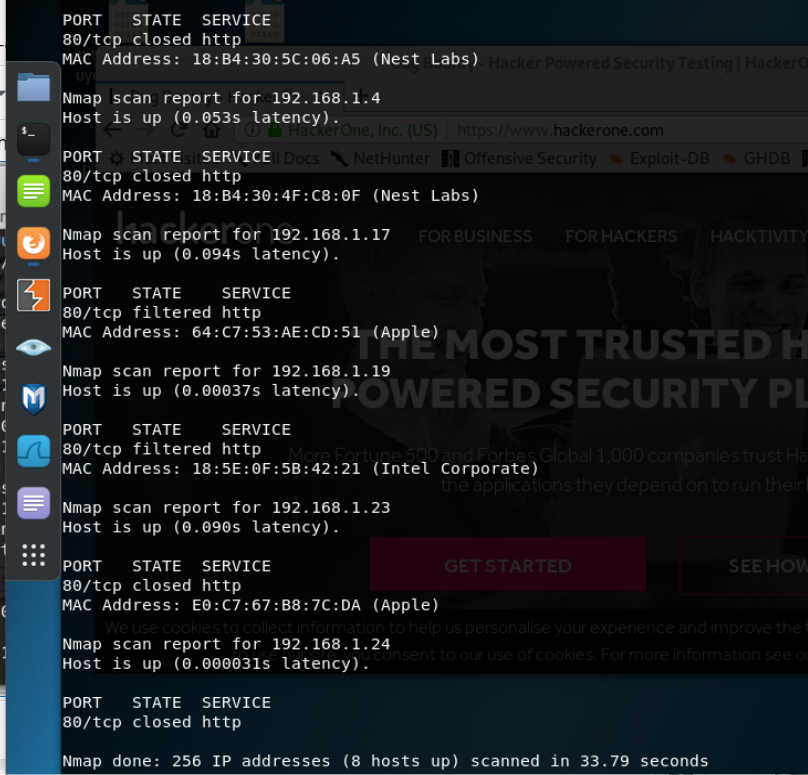 PORT   STATE  SERVICE
80/tcp closed http
MAC Address: 18:B4:30:5C:06:A5 (Nest Labs)
- Hacker Powered Security Testing | HackerO
Nmap scan report for 192.168.1.4
Host is up (0.053s latency).
HackerOne, Inc. (US)   https://www.hackerone.com
PORT   STATE  SERVICE
Docs   NetHunter   Offensive Security   Exploit-DB   GHDB
80/tcp closed http
MAC Address: 18:B4:30:4F:C8:0F (Nest Labs)
hackerone
FOR BUSINESS   FOR HACKERS   HACKTIVITY
Nmap scan report for 192.168.1.17
Host is up (0.094s latency).
PORT   STATE    SERVICE
80/tcp filtered http
MAC Address: 64:C7:53:AE:CD:51 (Apple)
THE MOST TRUSTED H
Nmap scan report for 192.168.1.19
Host is up (0.00037s latency).
POWERED SECURITY PL
PORT   STATE    SERVICE
80/tcp filtered http
MAC Address: 18:5E:0F:5B:42:21 (Intel Corporate)
More Fortune 500 and Forbes Global 1,000 companies trust Ha
the applications they depend on to run their
Nmap scan report for 192.168.1.23
Host is up (0.090s latency).
PORT   STATE  SERVICE
80/tcp closed http
MAC Address: E0:C7:67:B8:7C:DA (Apple)
GET STARTED   SEE HOW
We use cookies to collect information to help us personalise your experience and improve the
Nmap scan report for 192.168.1.24
Host is up (0.000031s latency).
consent to our use of cookies. For more information see ou
PORT   STATE  SERVICE
80/tcp closed http
Nmap done: 256 IP addresses (8 hosts up) scanned in 33.79 seconds